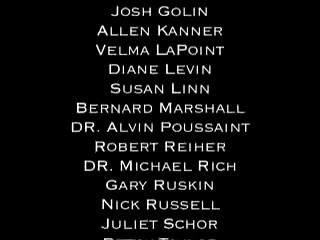 JOSH GOLIN
ALLEN KANNER
VELMA LAPOINT
DIANE LEVIN
SUSAN LINN
BERNARD MARSHALL
DR. ALVIN POUSSAINT
ROBERT REIHER
DR. MICHAEL RICH
GARY RUSKIN
NICK RUSSELL
JULIET SCHOR